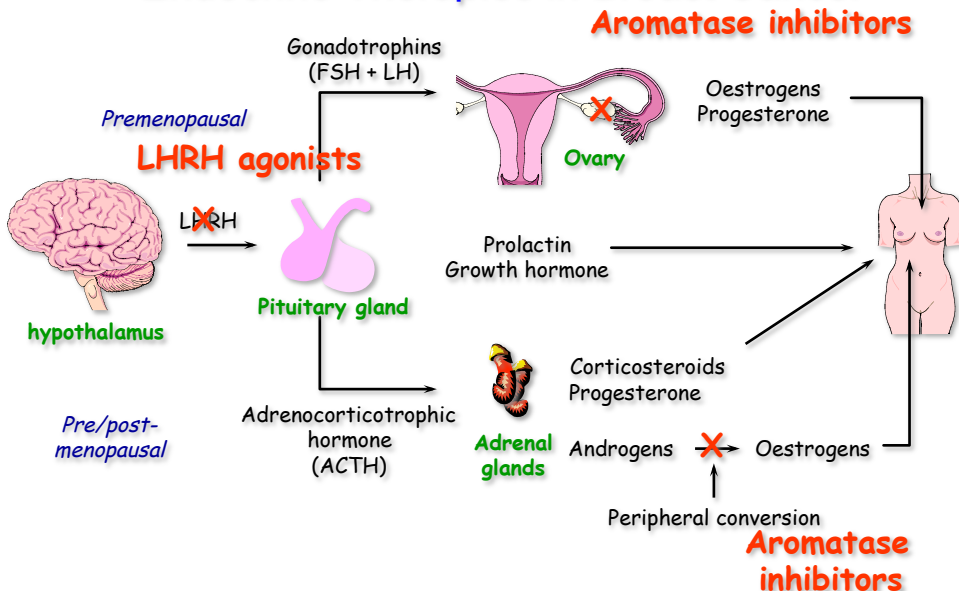 Aromatase inhibitors
Gonadotrophins
(FSH + LH)
Oestrogens
Progesterone
Premenopausal
LHRH agonists
Ovary
LHRH
Prolactin
Growth hormone
Pituitary gland
hypothalamus
Corticosteroids
Progesterone
Adrenocorticotrophic
hormone
(ACTH)
Pre/post-
menopausal
Adrenal
glands
Androgens
Oestrogens
Peripheral conversion
Aromatase
inhibitors